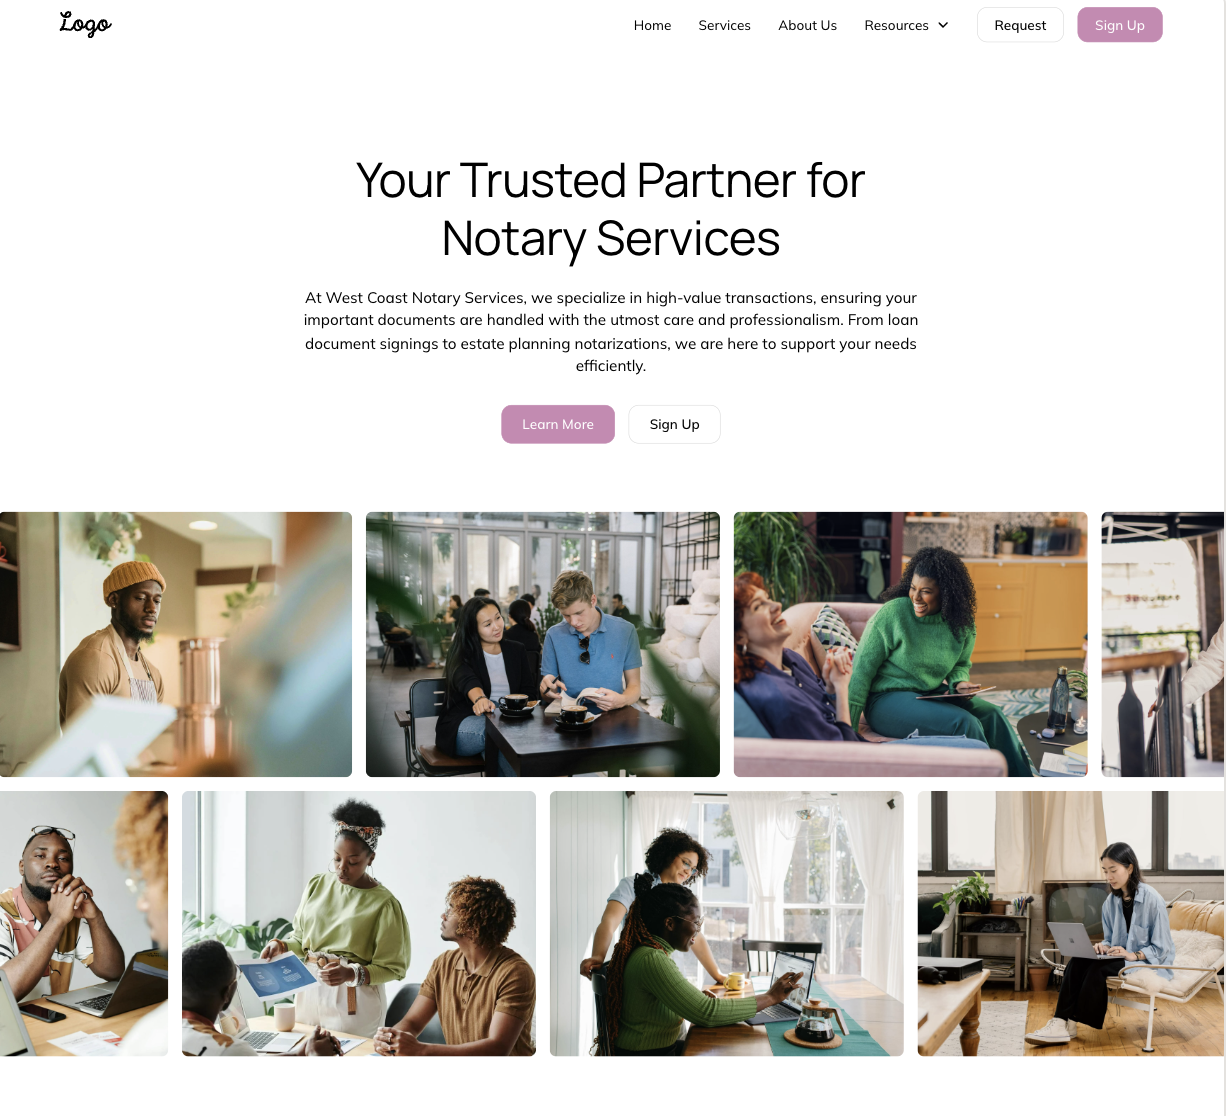 Logo
Home Services About Us Resources Request Sign Up
Your Trusted Partner for
Notary Services
At West Coast Notary Services, we specialize in high-value transactions, ensuring your
important documents are handled with the utmost care and professionalism. From loan
document signings to estate planning notarizations, we are here to support your needs
efficiently.
Learn More Sign Up